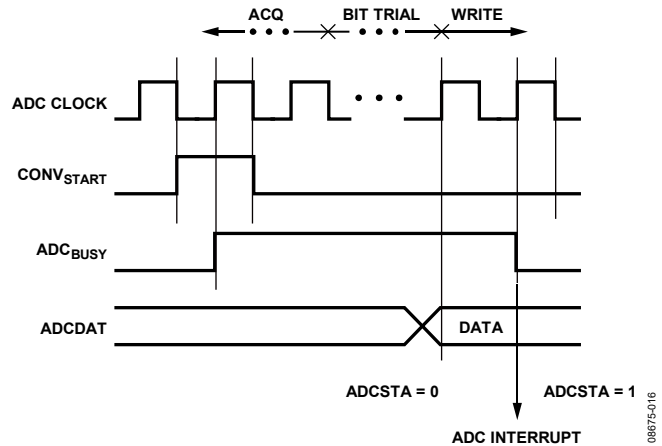 ACQ BIT TRIAL WRITE
ADC CLOCK
CONVSTART
ADCBUSY
ADCDAT DATA
ADCSTA = 0 ADCSTA = 1
ADC INTERRUPT
08675-016